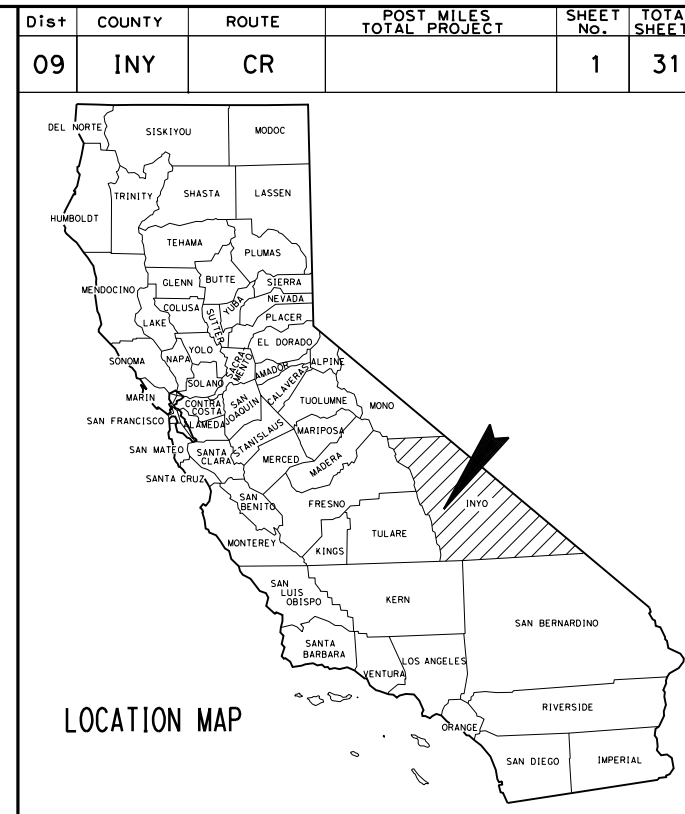 Dist COUNTY ROUTE POST MILES TOTAL PROJECT SHEET No. TOTA SHEET
09 INY CR 1 31
DEL NORTE
SISKIYOU
MODOC
TRINITY
SHASTA
LASSEN
HUMBOLDT
TEHAMA
PLUMAS
MENDOCINO
GLENN
BUTTE
SIERRA
YUBA
NEVADA
COLUSA
SUTTER
PLACER
LAKE
YOLO
EL DORADO
SONOMA
NAPA
SACRA
MENTO
AMADOR
ALPINE
SOLANO
CALAVERAS
MARIN
CONTRA
COSTA
SAN
JOAQUIN
TUOLUMNE
MONO
SAN FRANCISCO
ALAMEDA
STANISLAUS
MARIPOSA
SAN MATEO
SANTA
CLARA
MERCED
MADERA
SANTA CRUZ
SAN
BENITO
FRESNO
INYO
MONTEREY
KINGS
TULARE
SAN
LUIS
OBISPO
KERN
SAN BERNARDINO
SANTA
BARBARA
VENTURA
LOS ANGELES
ORANGE
RIVERSIDE
SAN DIEGO
IMPERIAL
LOCATION MAP